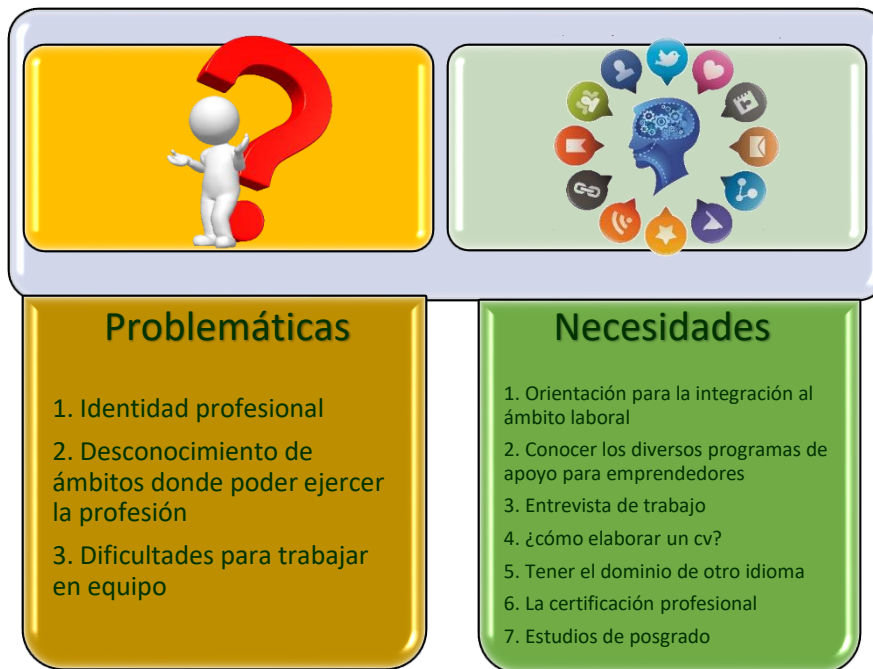 Problemáticas
1. Identidad profesional
2. Desconocimiento de
ámbitos donde poder ejercer
la profesión
3. Dificultades para trabajar
en equipo
Necesidades
1. Orientación para la integración al
ámbito laboral
2. Conocer los diversos programas de
apoyo para emprendedores
3. Entrevista de trabajo
4. ¿cómo elaborar un cv?
5. Tener el dominio de otro idioma
6. La certificación profesional
7. Estudios de posgrado